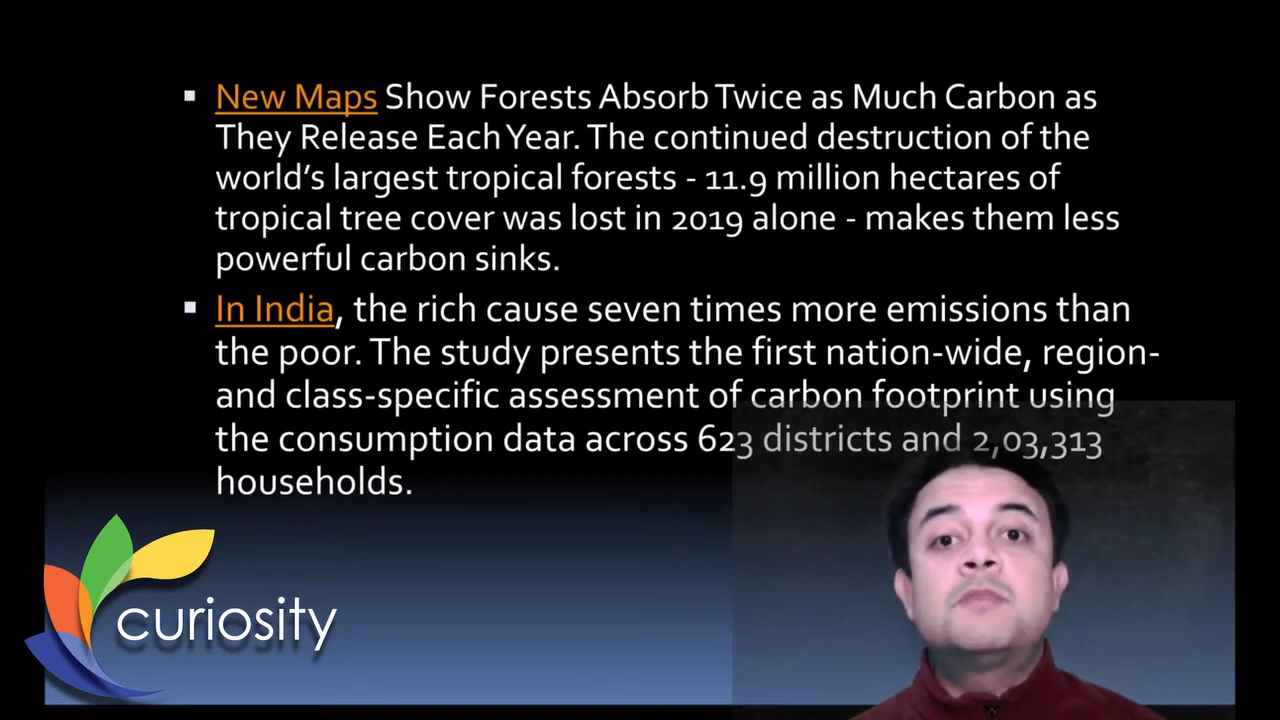 New Maps Show Forests Absorb Twice as Much Carbon as
They Release Each Year. The continued destruction of the
world's largest tropical forests - 11.9 million hectares of
tropical tree cover was lost in 2019 alone - makes them less
powerful carbon sinks.
In India, the rich cause seven times more emissions than
the poor. The study presents the first nation-wide, region-
and class-specific assessment of carbon footprint using
the consumption data across 623 districts and 2,03,313
households.
curiosity